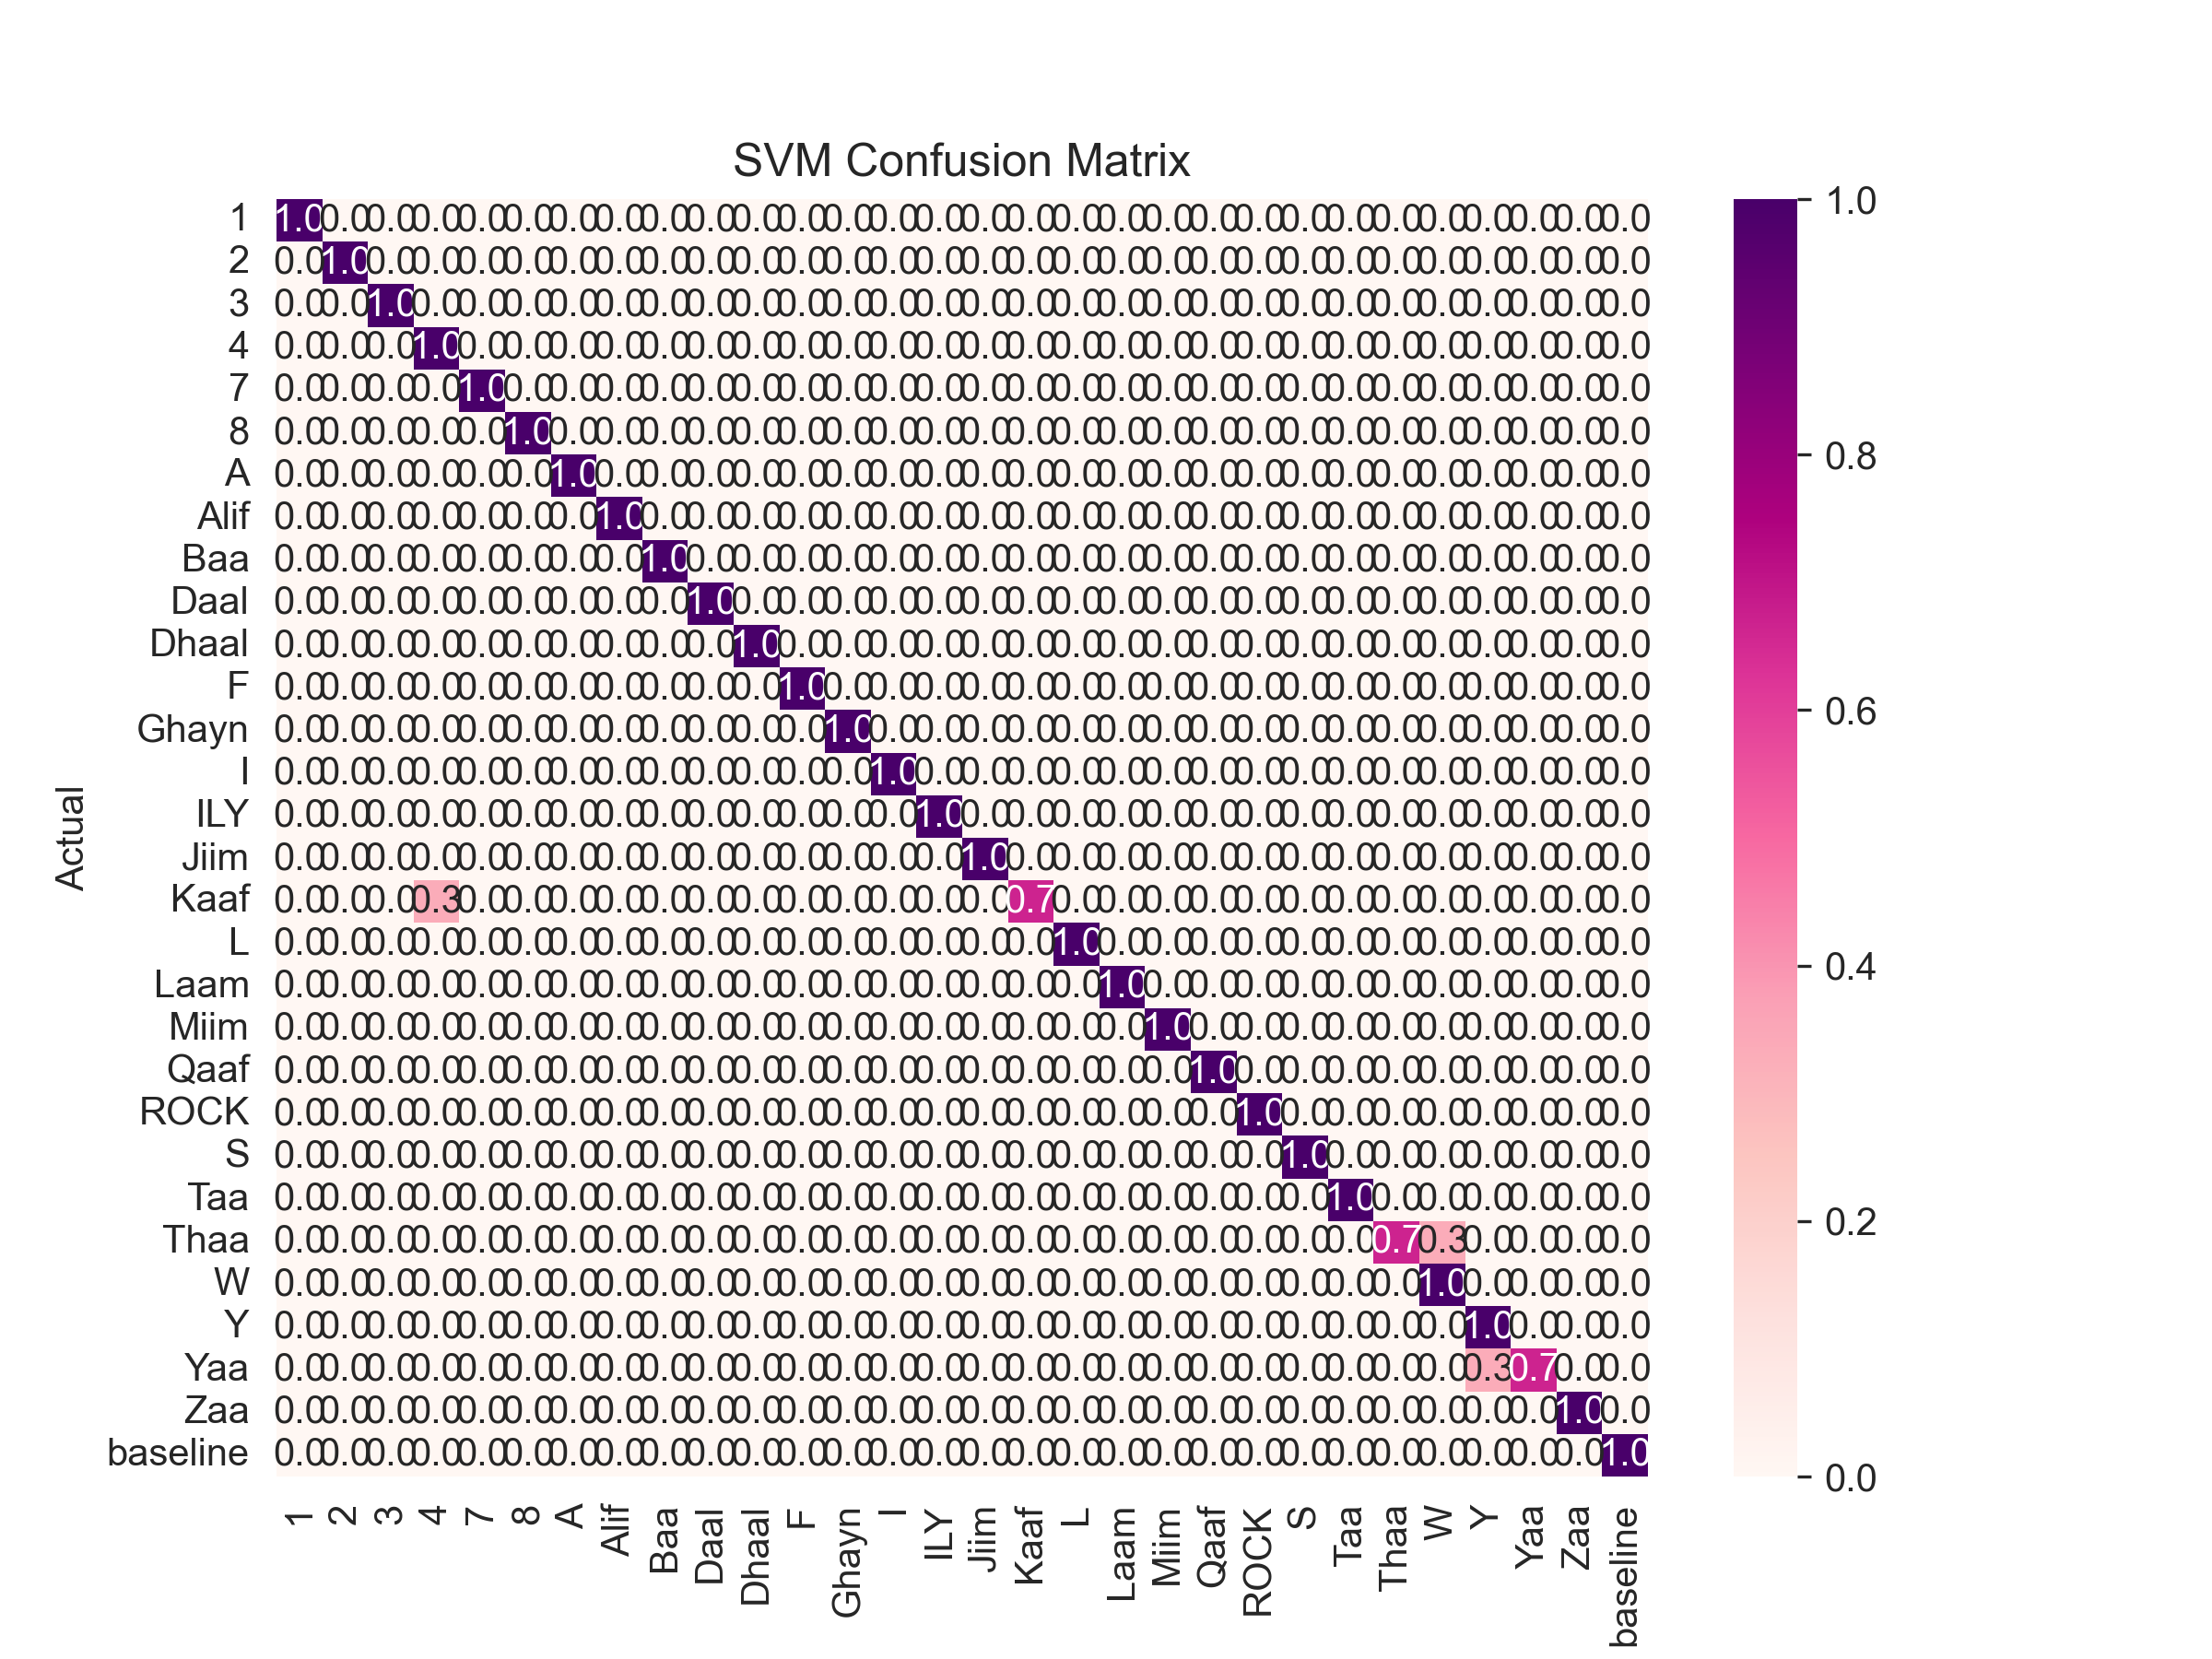 SVM Confusion Matrix
Actual
1 1.0 0.0 0.0 0.0 0.0 0.0 0.0 0.0 0.0 0.0 0.0 0.0 0.0 0.0 0.0 0.0 0.0 0.0 0.0 0.0 0.0 0.0 0.0 0.0 0.0 0.0 0.0 0.0 0.0 0.0
2 0.0 1.0 0.0 0.0 0.0 0.0 0.0 0.0 0.0 0.0 0.0 0.0 0.0 0.0 0.0 0.0 0.0 0.0 0.0 0.0 0.0 0.0 0.0 0.0 0.0 0.0 0.0 0.0 0.0 0.0
3 0.0 0.0 1.0 0.0 0.0 0.0 0.0 0.0 0.0 0.0 0.0 0.0 0.0 0.0 0.0 0.0 0.0 0.0 0.0 0.0 0.0 0.0 0.0 0.0 0.0 0.0 0.0 0.0 0.0 0.0
4 0.0 0.0 0.0 1.0 0.0 0.0 0.0 0.0 0.0 0.0 0.0 0.0 0.0 0.0 0.0 0.0 0.0 0.0 0.0 0.0 0.0 0.0 0.0 0.0 0.0 0.0 0.0 0.0 0.0 0.0
7 0.0 0.0 0.0 0.0 1.0 0.0 0.0 0.0 0.0 0.0 0.0 0.0 0.0 0.0 0.0 0.0 0.0 0.0 0.0 0.0 0.0 0.0 0.0 0.0 0.0 0.0 0.0 0.0 0.0 0.0
8 0.0 0.0 0.0 0.0 0.0 1.0 0.0 0.0 0.0 0.0 0.0 0.0 0.0 0.0 0.0 0.0 0.0 0.0 0.0 0.0 0.0 0.0 0.0 0.0 0.0 0.0 0.0 0.0 0.0 0.0
A 0.0 0.0 0.0 0.0 0.0 0.0 1.0 0.0 0.0 0.0 0.0 0.0 0.0 0.0 0.0 0.0 0.0 0.0 0.0 0.0 0.0 0.0 0.0 0.0 0.0 0.0 0.0 0.0 0.0 0.0
Alif 0.0 0.0 0.0 0.0 0.0 0.0 0.0 1.0 0.0 0.0 0.0 0.0 0.0 0.0 0.0 0.0 0.0 0.0 0.0 0.0 0.0 0.0 0.0 0.0 0.0 0.0 0.0 0.0 0.0 0.0
Baa 0.0 0.0 0.0 0.0 0.0 0.0 0.0 0.0 1.0 0.0 0.0 0.0 0.0 0.0 0.0 0.0 0.0 0.0 0.0 0.0 0.0 0.0 0.0 0.0 0.0 0.0 0.0 0.0 0.0 0.0
Daal 0.0 0.0 0.0 0.0 0.0 0.0 0.0 0.0 0.0 1.0 0.0 0.0 0.0 0.0 0.0 0.0 0.0 0.0 0.0 0.0 0.0 0.0 0.0 0.0 0.0 0.0 0.0 0.0 0.0 0.0
Dhaal 0.0 0.0 0.0 0.0 0.0 0.0 0.0 0.0 0.0 0.0 1.0 0.0 0.0 0.0 0.0 0.0 0.0 0.0 0.0 0.0 0.0 0.0 0.0 0.0 0.0 0.0 0.0 0.0 0.0 0.0
F 0.0 0.0 0.0 0.0 0.0 0.0 0.0 0.0 0.0 0.0 0.0 1.0 0.0 0.0 0.0 0.0 0.0 0.0 0.0 0.0 0.0 0.0 0.0 0.0 0.0 0.0 0.0 0.0 0.0 0.0
Ghayn 0.0 0.0 0.0 0.0 0.0 0.0 0.0 0.0 0.0 0.0 0.0 0.0 1.0 0.0 0.0 0.0 0.0 0.0 0.0 0.0 0.0 0.0 0.0 0.0 0.0 0.0 0.0 0.0 0.0 0.0
I 0.0 0.0 0.0 0.0 0.0 0.0 0.0 0.0 0.0 0.0 0.0 0.0 0.0 1.0 0.0 0.0 0.0 0.0 0.0 0.0 0.0 0.0 0.0 0.0 0.0 0.0 0.0 0.0 0.0 0.0
ILY 0.0 0.0 0.0 0.0 0.0 0.0 0.0 0.0 0.0 0.0 0.0 0.0 0.0 0.0 1.0 0.0 0.0 0.0 0.0 0.0 0.0 0.0 0.0 0.0 0.0 0.0 0.0 0.0 0.0 0.0
Jiim 0.0 0.0 0.0 0.0 0.0 0.0 0.0 0.0 0.0 0.0 0.0 0.0 0.0 0.0 0.0 1.0 0.0 0.0 0.0 0.0 0.0 0.0 0.0 0.0 0.0 0.0 0.0 0.0 0.0 0.0
Kaaf 0.0 0.0 0.0 0.3 0.0 0.0 0.0 0.0 0.0 0.0 0.0 0.0 0.0 0.0 0.0 0.0 0.7 0.0 0.0 0.0 0.0 0.0 0.0 0.0 0.0 0.0 0.0 0.0 0.0 0.0
L 0.0 0.0 0.0 0.0 0.0 0.0 0.0 0.0 0.0 0.0 0.0 0.0 0.0 0.0 0.0 0.0 0.0 1.0 0.0 0.0 0.0 0.0 0.0 0.0 0.0 0.0 0.0 0.0 0.0 0.0
Laam 0.0 0.0 0.0 0.0 0.0 0.0 0.0 0.0 0.0 0.0 0.0 0.0 0.0 0.0 0.0 0.0 0.0 0.0 1.0 0.0 0.0 0.0 0.0 0.0 0.0 0.0 0.0 0.0 0.0 0.0
Miim 0.0 0.0 0.0 0.0 0.0 0.0 0.0 0.0 0.0 0.0 0.0 0.0 0.0 0.0 0.0 0.0 0.0 0.0 0.0 1.0 0.0 0.0 0.0 0.0 0.0 0.0 0.0 0.0 0.0 0.0
Qaaf 0.0 0.0 0.0 0.0 0.0 0.0 0.0 0.0 0.0 0.0 0.0 0.0 0.0 0.0 0.0 0.0 0.0 0.0 0.0 0.0 1.0 0.0 0.0 0.0 0.0 0.0 0.0 0.0 0.0 0.0
ROCK 0.0 0.0 0.0 0.0 0.0 0.0 0.0 0.0 0.0 0.0 0.0 0.0 0.0 0.0 0.0 0.0 0.0 0.0 0.0 0.0 0.0 1.0 0.0 0.0 0.0 0.0 0.0 0.0 0.0 0.0
S 0.0 0.0 0.0 0.0 0.0 0.0 0.0 0.0 0.0 0.0 0.0 0.0 0.0 0.0 0.0 0.0 0.0 0.0 0.0 0.0 0.0 0.0 1.0 0.0 0.0 0.0 0.0 0.0 0.0 0.0
Taa 0.0 0.0 0.0 0.0 0.0 0.0 0.0 0.0 0.0 0.0 0.0 0.0 0.0 0.0 0.0 0.0 0.0 0.0 0.0 0.0 0.0 0.0 0.0 1.0 0.0 0.0 0.0 0.0 0.0 0.0
Thaa 0.0 0.0 0.0 0.0 0.0 0.0 0.0 0.0 0.0 0.0 0.0 0.0 0.0 0.0 0.0 0.0 0.0 0.0 0.0 0.0 0.0 0.0 0.0 0.0 0.7 0.3 0.0 0.0 0.0 0.0
W 0.0 0.0 0.0 0.0 0.0 0.0 0.0 0.0 0.0 0.0 0.0 0.0 0.0 0.0 0.0 0.0 0.0 0.0 0.0 0.0 0.0 0.0 0.0 0.0 0.0 1.0 0.0 0.0 0.0 0.0
Y 0.0 0.0 0.0 0.0 0.0 0.0 0.0 0.0 0.0 0.0 0.0 0.0 0.0 0.0 0.0 0.0 0.0 0.0 0.0 0.0 0.0 0.0 0.0 0.0 0.0 0.0 1.0 0.0 0.0 0.0
Yaa 0.0 0.0 0.0 0.0 0.0 0.0 0.0 0.0 0.0 0.0 0.0 0.0 0.0 0.0 0.0 0.0 0.0 0.0 0.0 0.0 0.0 0.0 0.0 0.0 0.0 0.0 0.3 0.7 0.0 0.0
Zaa 0.0 0.0 0.0 0.0 0.0 0.0 0.0 0.0 0.0 0.0 0.0 0.0 0.0 0.0 0.0 0.0 0.0 0.0 0.0 0.0 0.0 0.0 0.0 0.0 0.0 0.0 0.0 0.0 1.0 0.0
baseline 0.0 0.0 0.0 0.0 0.0 0.0 0.0 0.0 0.0 0.0 0.0 0.0 0.0 0.0 0.0 0.0 0.0 0.0 0.0 0.0 0.0 0.0 0.0 0.0 0.0 0.0 0.0 0.0 0.0 1.0
1 2 3 4 7 8 A Alif Baa Daal Dhaal F Ghayn I ILY Jiim Kaaf L Laam Miim Qaaf ROCK S Taa Thaa W Y Yaa Zaa baseline
1.0
0.8
0.6
0.4
0.2
0.0